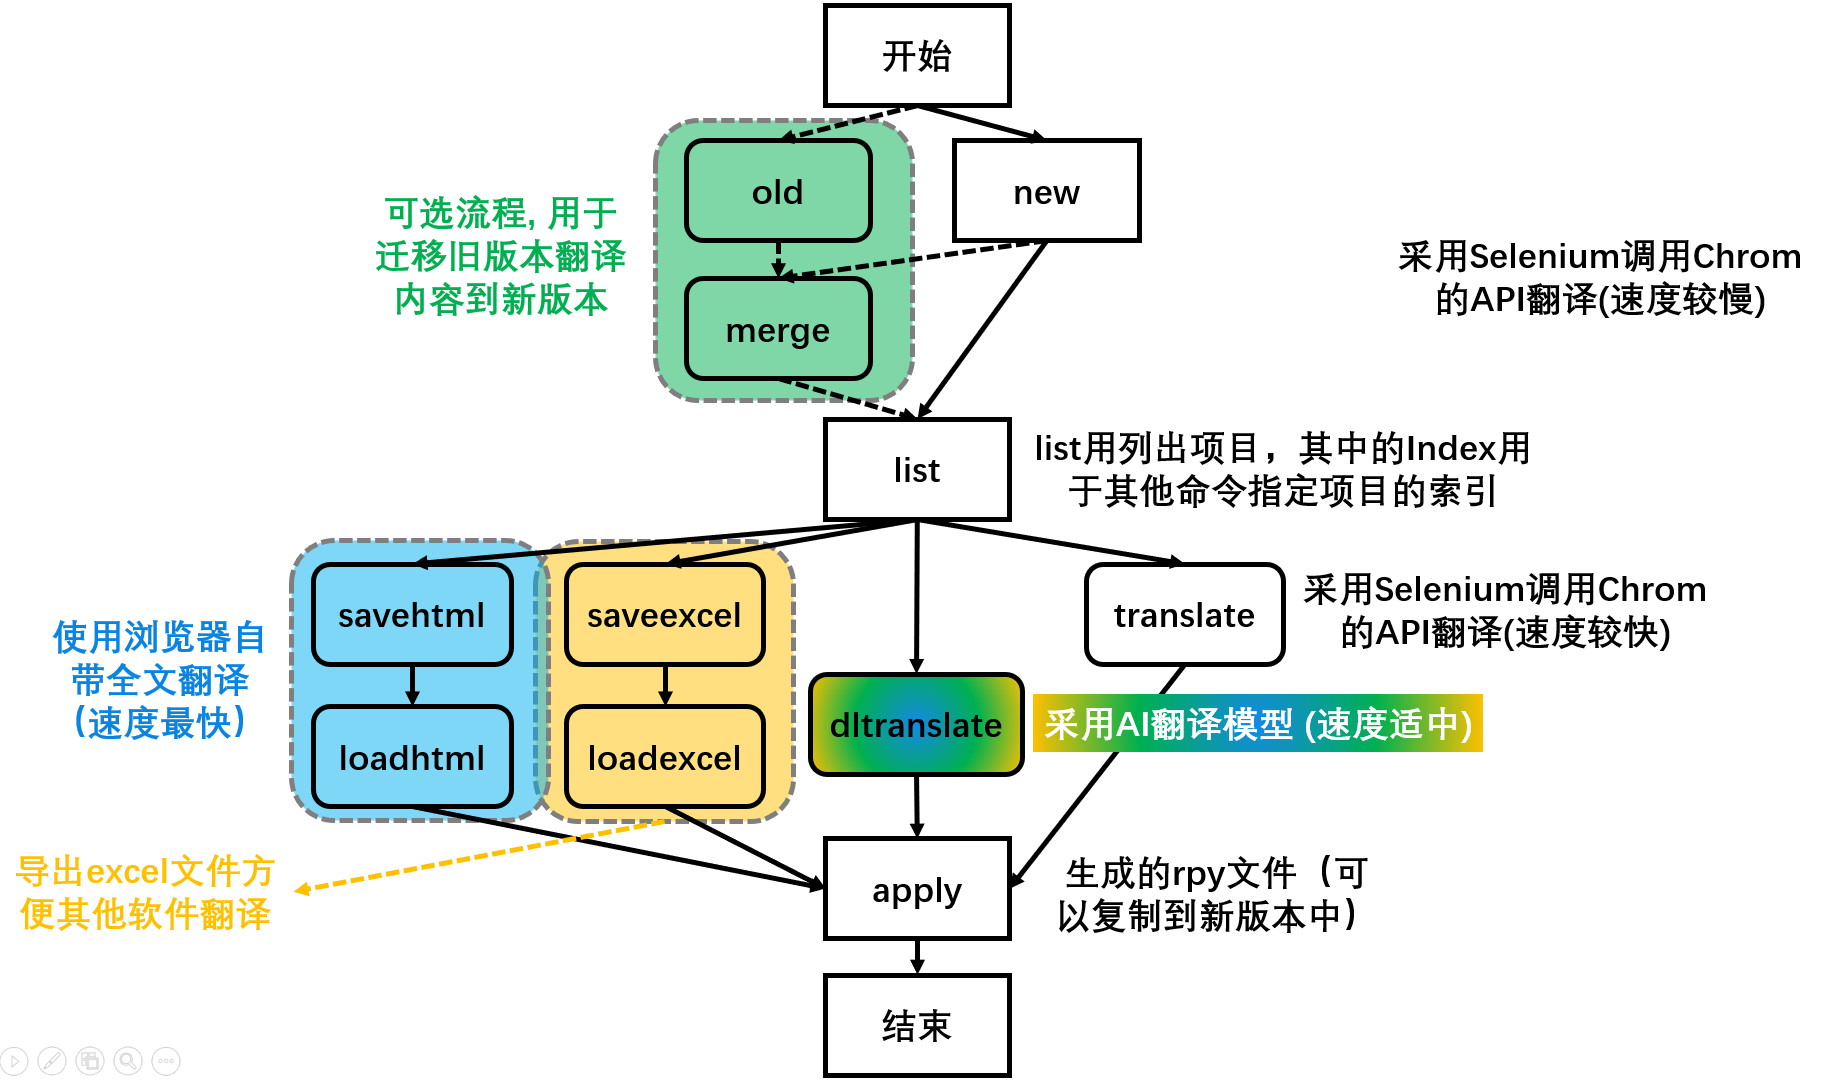 开始
old
new
可选流程, 用于
迁移旧版本翻译
内容到新版本
采用Selenium调用Chrom
的API翻译(速度较慢)
merge
list
list用列出项目，其中的Index用
于其他命令指定项目的索引
savehtml
saveexcel
translate
采用Selenium调用Chrom
的API翻译(速度较快)
使用浏览器自
带全文翻译
（速度最快）
dltranslate
采用AI翻译模型 (速度适中)
loadhtml
loadexcel
导出excel文件方
便其他软件翻译
apply
生成的rpy文件（可
以复制到新版本中）
结束